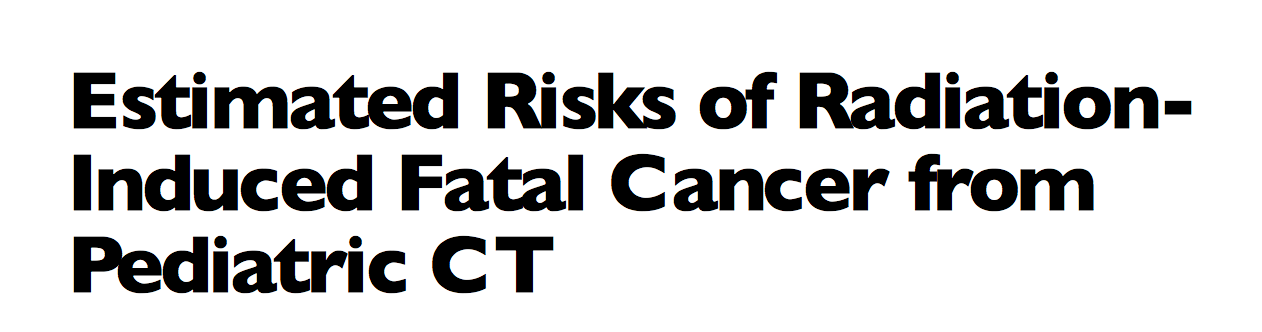 Estimated Risks of Radiation-
Induced Fatal Cancer from
Pediatric CT